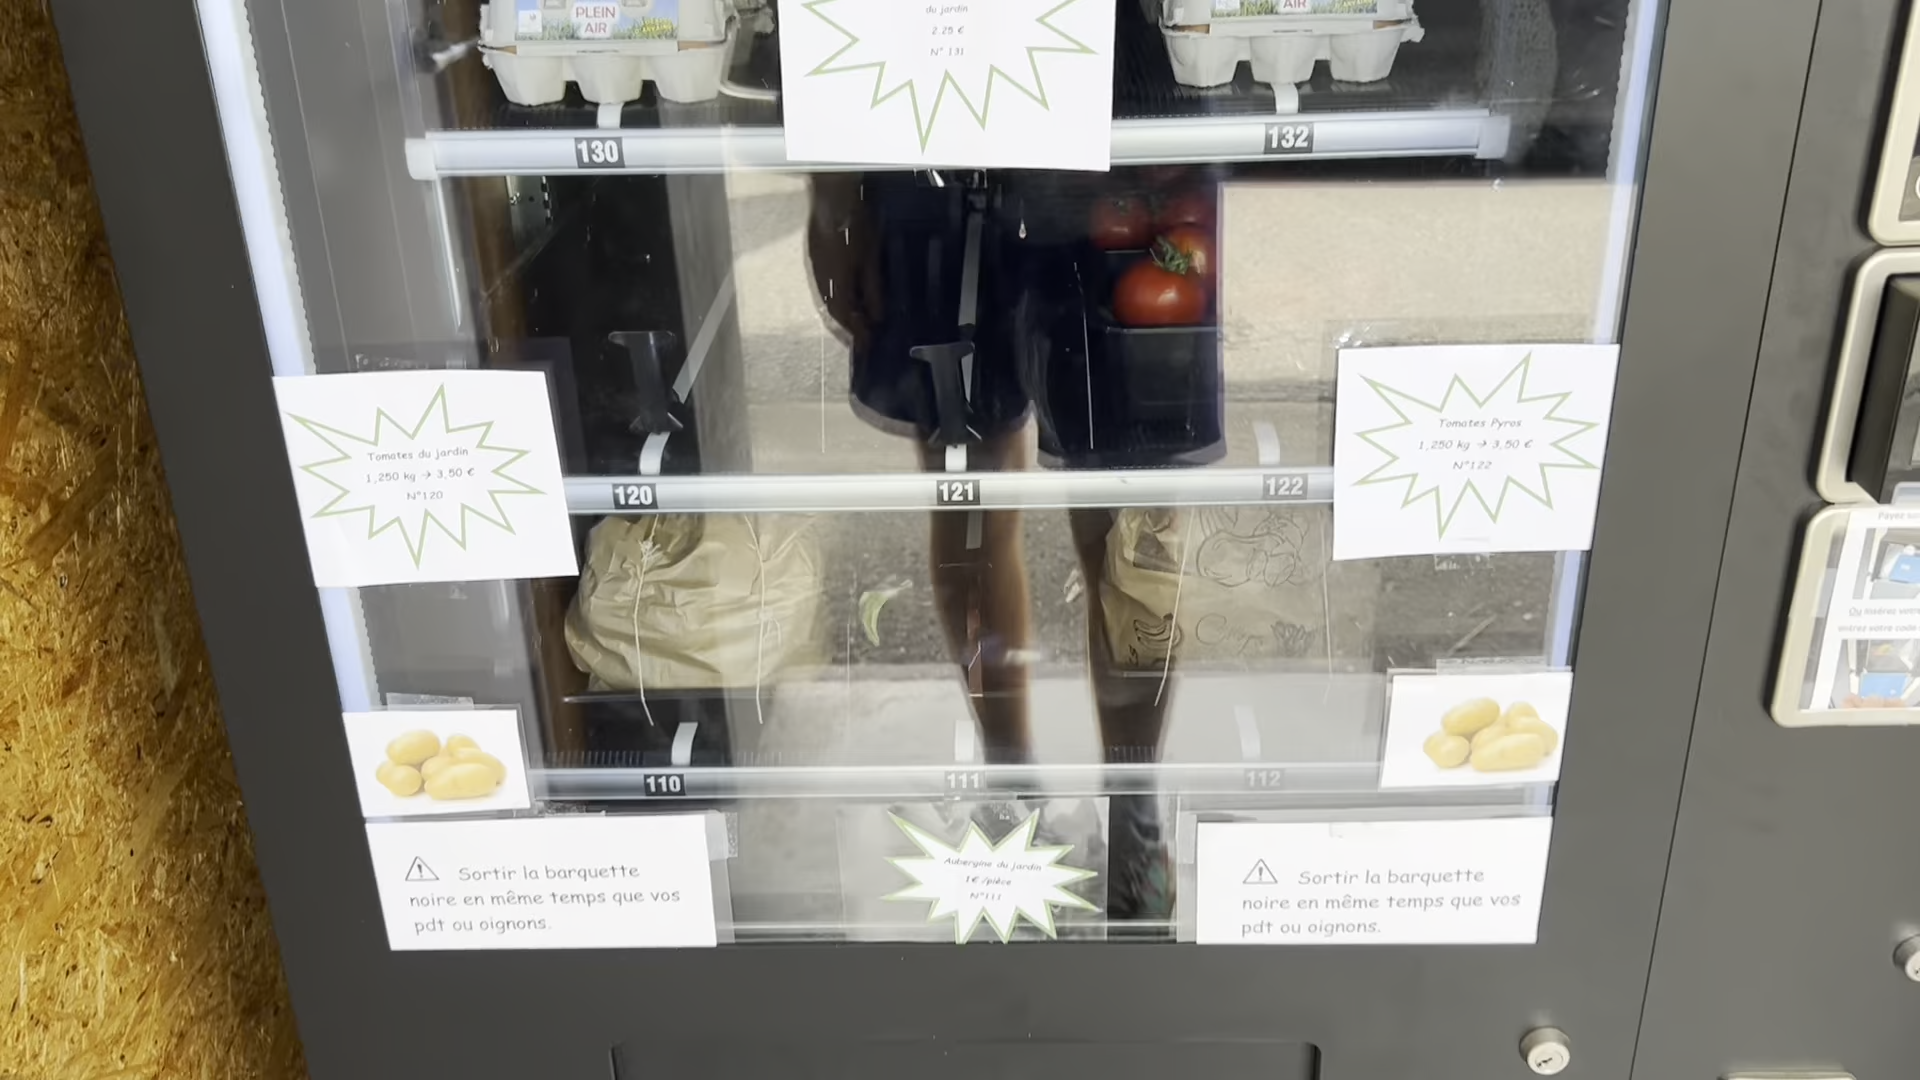 PLEIN
AIR
AIR
du jardin
2.25 €
N° 131
130
132
Tomates du jardin
1,250 kg → 3,50 €
N°120
Tomates Pyros
1,250 kg → 3,50 €
N°122
120
121
122
110
111
112
Sortir la barquette
noire en même temps que vos
pdt ou oignons.
Aubergine du jardin
1€/pièce
N°111
Sortir la barquette
noire en même temps que vos
pdt ou oignons.